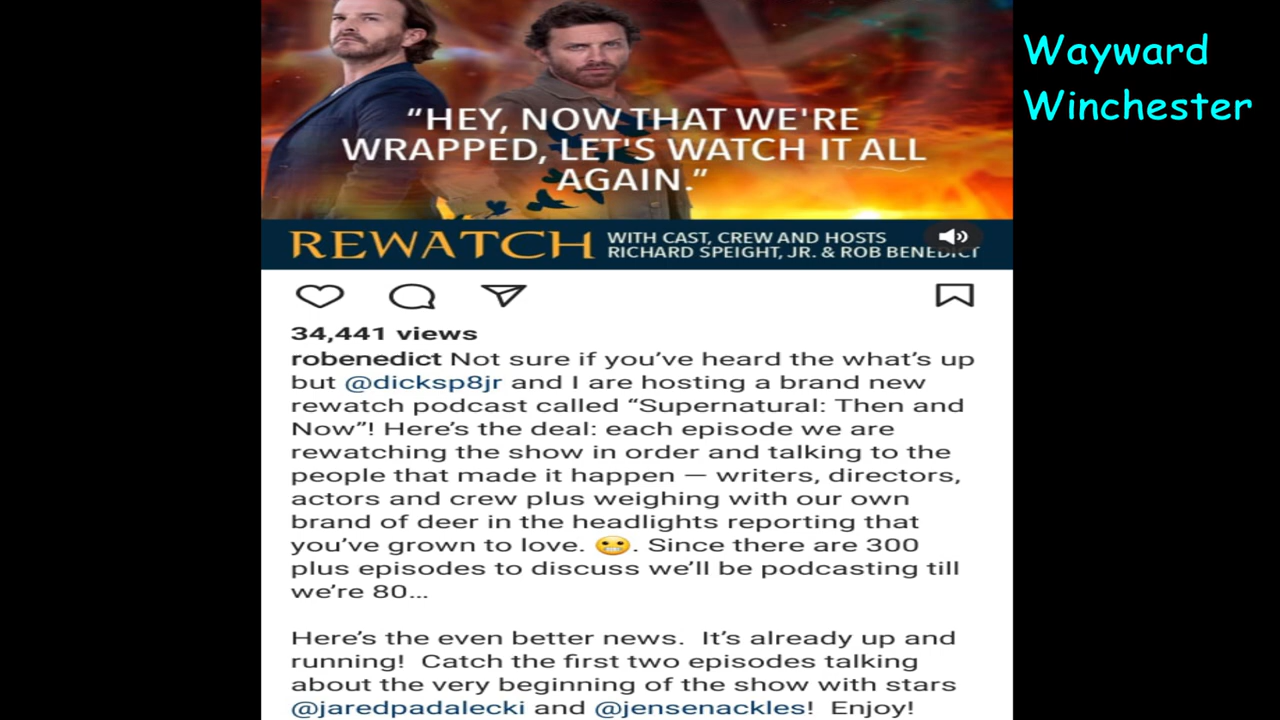 "HEY, NOW THAT WE'RE
WRAPPED, LET'S WATCH IT ALL
AGAIN."
REWATCH
WITH CAST, CREW AND HOSTS
RICHARD SPEIGHT, JR. & ROB BENEDICT
Wayward
Winchester
34,441 views
robenedict Not sure if you've heard the what's up
but @dicksp8jr and I are hosting a brand new
rewatch podcast called “Supernatural: Then and
Now”! Here's the deal: each episode we are
rewatching the show in order and talking to the
people that made it happen — writers, directors,
actors and crew plus weighing with our own
brand of deer in the headlights reporting that
you've grown to love. 😬. Since there are 300
plus episodes to discuss we'll be podcasting till
we're 80...
Here's the even better news.  It's already up and
running!  Catch the first two episodes talking
about the very beginning of the show with stars
@jaredpadalecki and @jensenackles!  Enjoy!